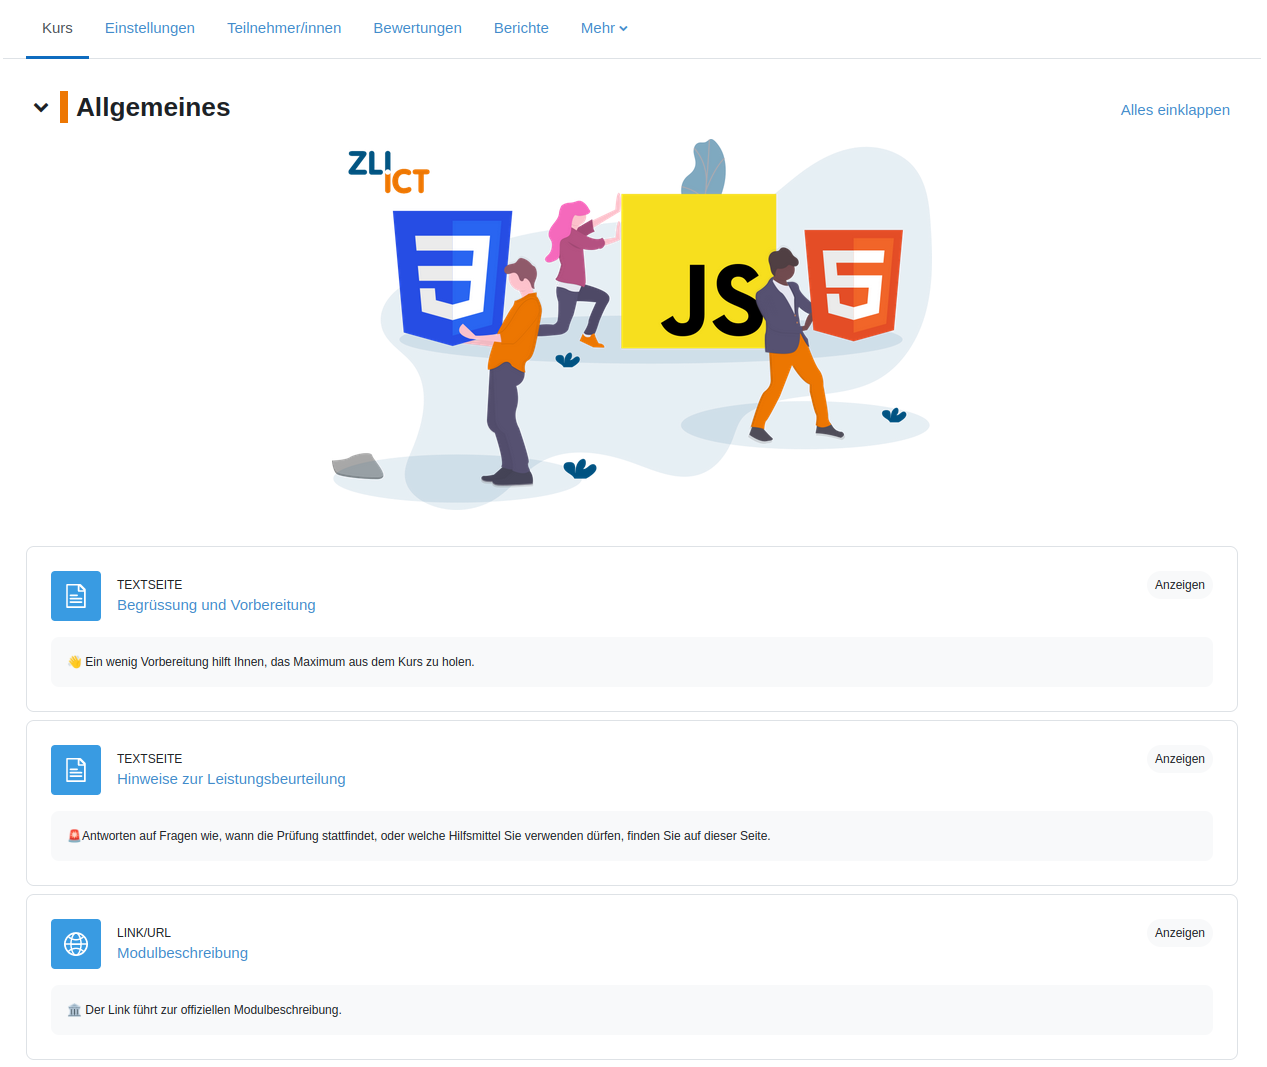 Kurs Einstellungen Teilnehmer/innen Bewertungen Berichte Mehr
Allgemeines
Alles einklappen
ZLI
ICT
JS
TEXTSEITE
Begrüssung und Vorbereitung
Anzeigen
👋 Ein wenig Vorbereitung hilft Ihnen, das Maximum aus dem Kurs zu holen.
TEXTSEITE
Hinweise zur Leistungsbeurteilung
Anzeigen
🚨Antworten auf Fragen wie, wann die Prüfung stattfindet, oder welche Hilfsmittel Sie verwenden dürfen, finden Sie auf dieser Seite.
LINK/URL
Modulbeschreibung
Anzeigen
🏛️ Der Link führt zur offiziellen Modulbeschreibung.